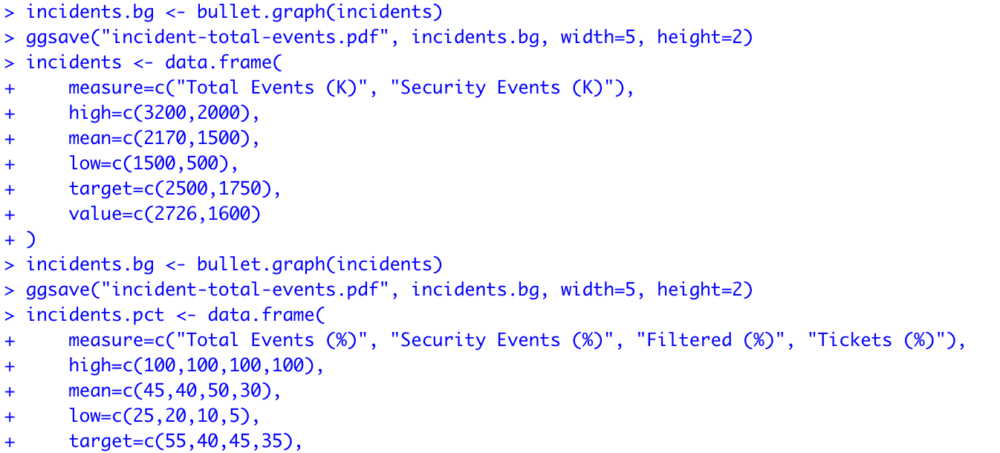 > incidents.bg <- bullet.graph(incidents)
> ggsave("incident-total-events.pdf", incidents.bg, width=5, height=2)
> incidents <- data.frame(
+     measure=c("Total Events (K)", "Security Events (K)"),
+     high=c(3200,2000),
+     mean=c(2170,1500),
+     low=c(1500,500),
+     target=c(2500,1750),
+     value=c(2726,1600)
+ )
> incidents.bg <- bullet.graph(incidents)
> ggsave("incident-total-events.pdf", incidents.bg, width=5, height=2)
> incidents.pct <- data.frame(
+     measure=c("Total Events (%)", "Security Events (%)", "Filtered (%)", "Tickets (%)"),
+     high=c(100,100,100,100),
+     mean=c(45,40,50,30),
+     low=c(25,20,10,5),
+     target=c(55,40,45,35),